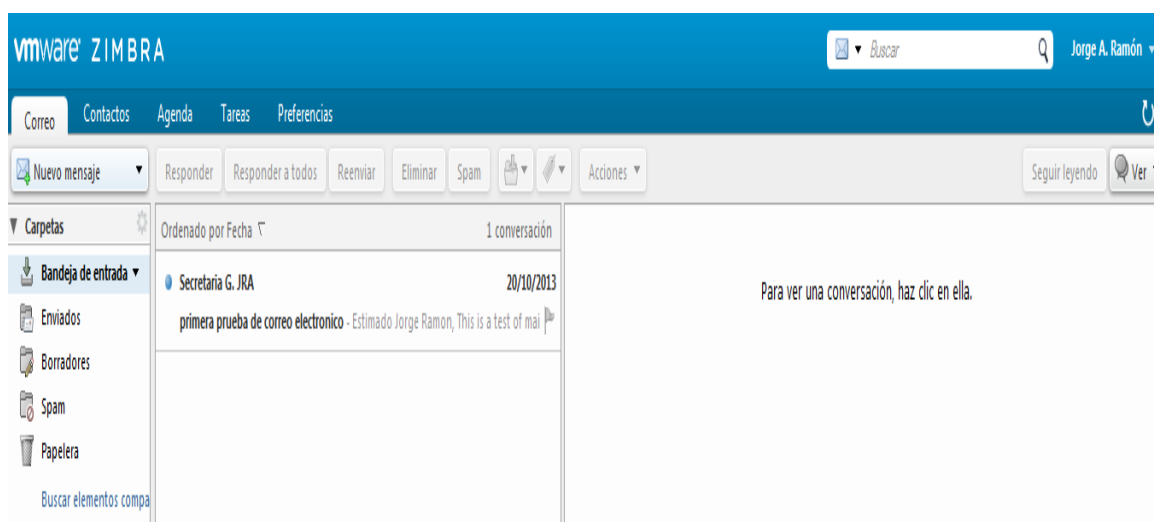 vmware ZIMBRA
Buscar
Jorge A. Ramón
Correo Contactos Agenda Tareas Preferencias
Nuevo mensaje Responder Responder a todos Reenviar Eliminar Spam Acciones Seguir leyendo Ver
Carpetas
Bandeja de entrada
Enviados
Borradores
Spam
Papelera
Buscar elementos compa
Ordenado por Fecha 1 conversación
Secretaria G. JRA 20/10/2013
primera prueba de correo electronico - Estimado Jorge Ramon, This is a test of mai
Para ver una conversación, haz clic en ella.